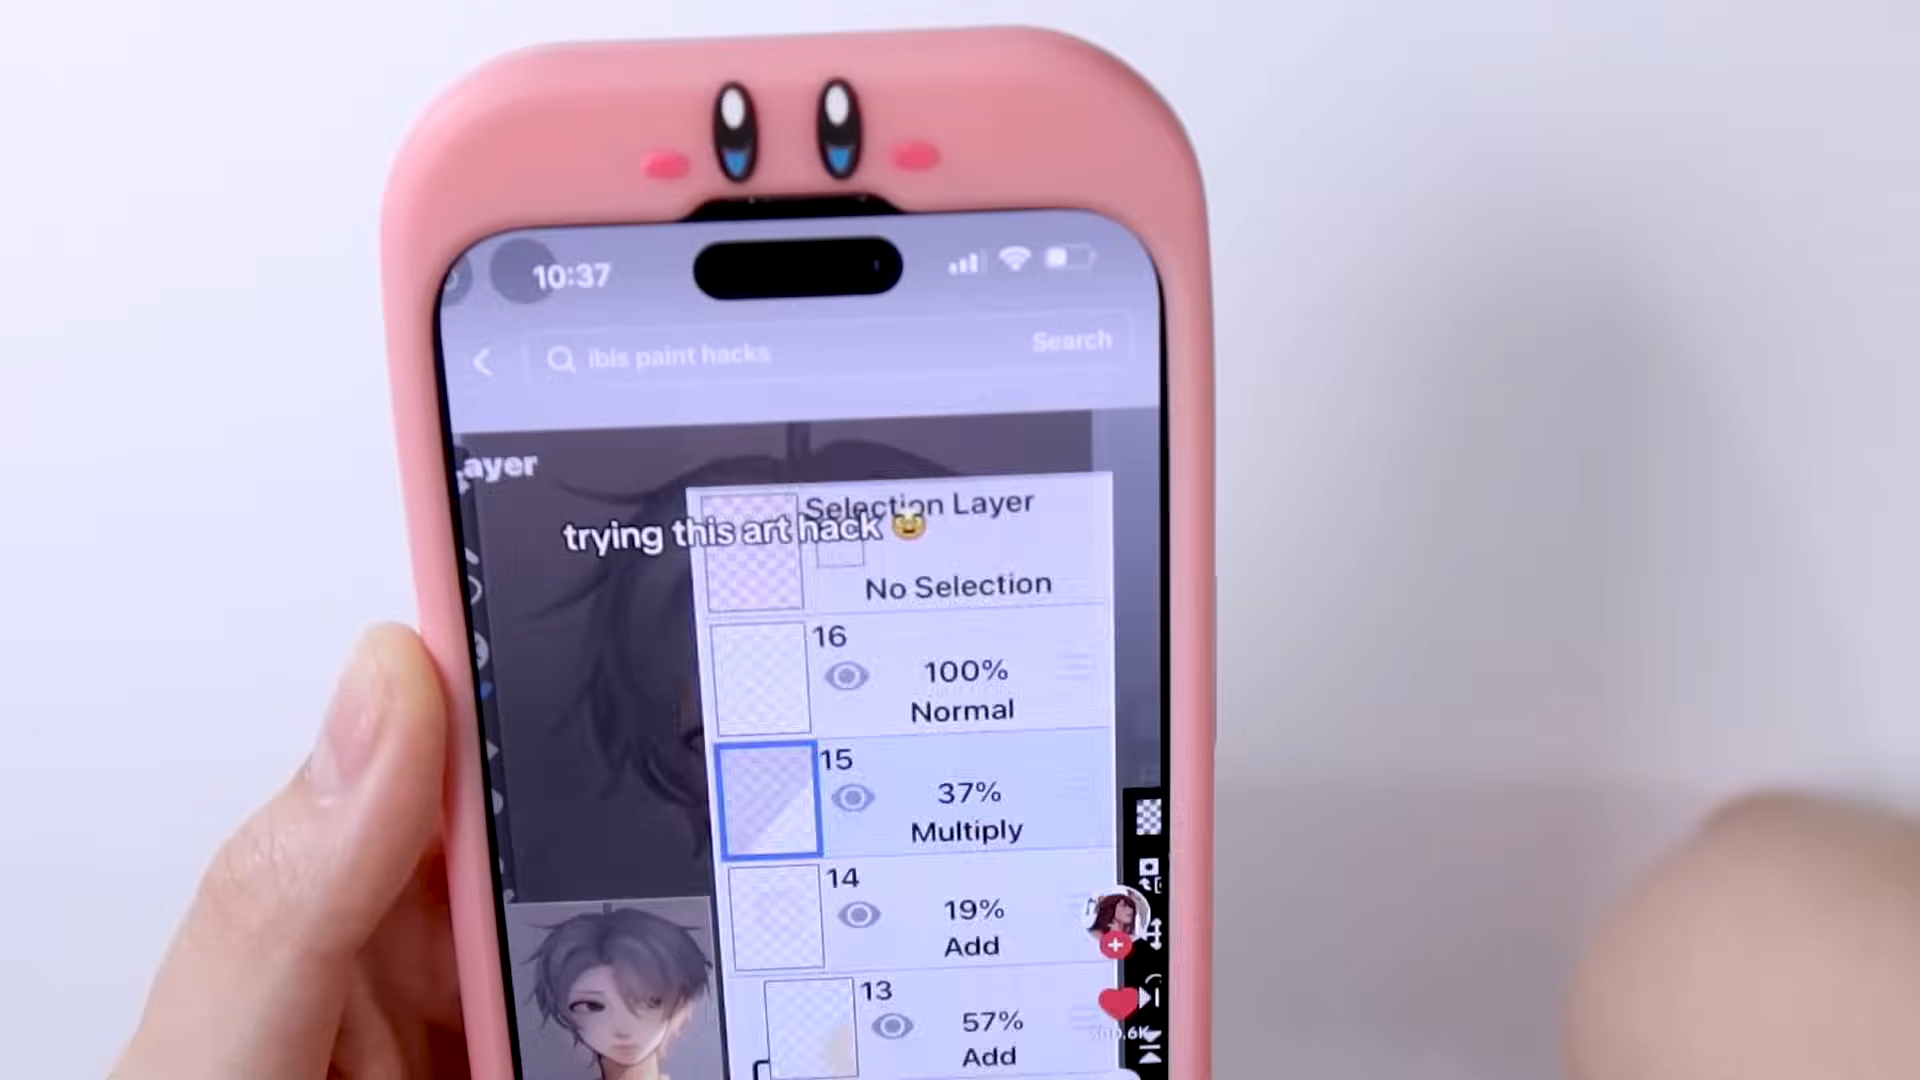 10:37
ibis paint hacks
Search
ayer
Selection Layer
trying this art hack
No Selection
16
100%
Normal
15
37%
Multiply
14
19%
Add
13
57%
Add